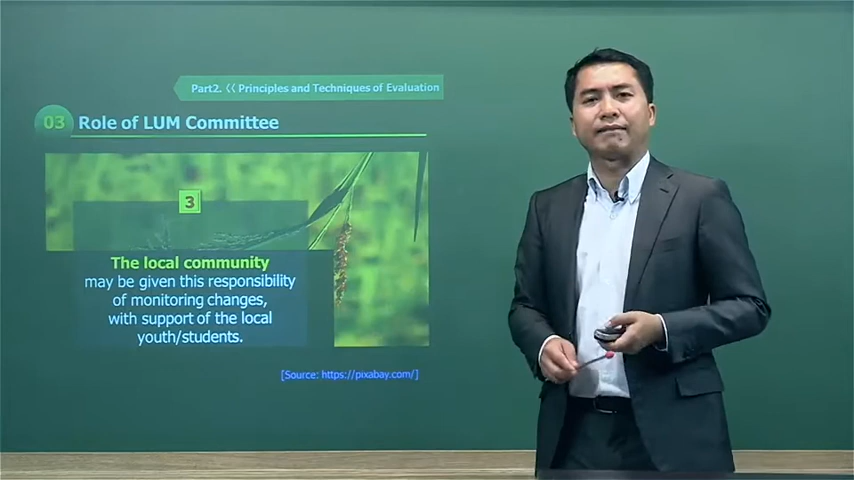 Part2. 《 Principles and Techniques of Evaluation
03 Role of LUM Committee
3
The local community
may be given this responsibility
of monitoring changes,
with support of the local
youth/students.
[Source: https://pixabay.com/]